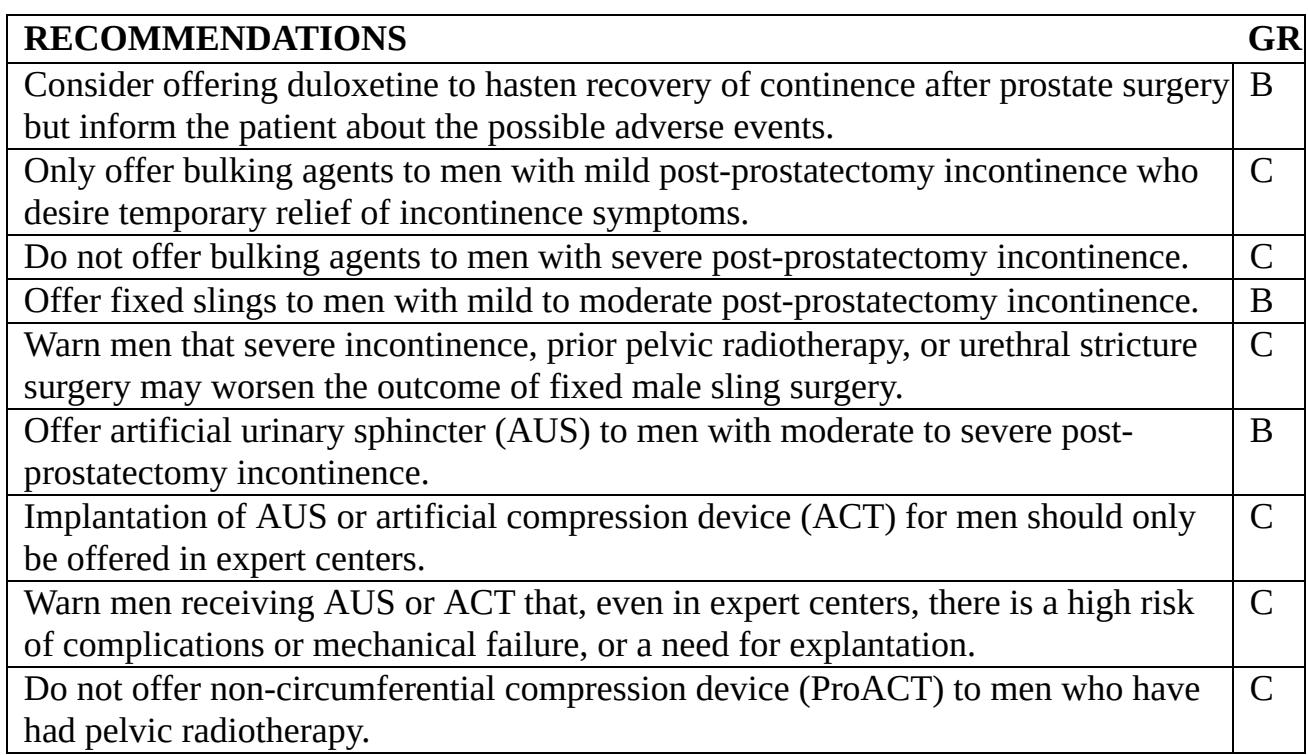 RECOMMENDATIONS GR
Consider offering duloxetine to hasten recovery of continence after prostate surgery B
but inform the patient about the possible adverse events.
Only offer bulking agents to men with mild post-prostatectomy incontinence who C
desire temporary relief of incontinence symptoms.
Do not offer bulking agents to men with severe post-prostatectomy incontinence. C
Offer fixed slings to men with mild to moderate post-prostatectomy incontinence. B
Warn men that severe incontinence, prior pelvic radiotherapy, or urethral stricture C
surgery may worsen the outcome of fixed male sling surgery.
Offer artificial urinary sphincter (AUS) to men with moderate to severe post- B
prostatectomy incontinence.
Implantation of AUS or artificial compression device (ACT) for men should only C
be offered in expert centers.
Warn men receiving AUS or ACT that, even in expert centers, there is a high risk C
of complications or mechanical failure, or a need for explantation.
Do not offer non-circumferential compression device (ProACT) to men who have C
had pelvic radiotherapy.